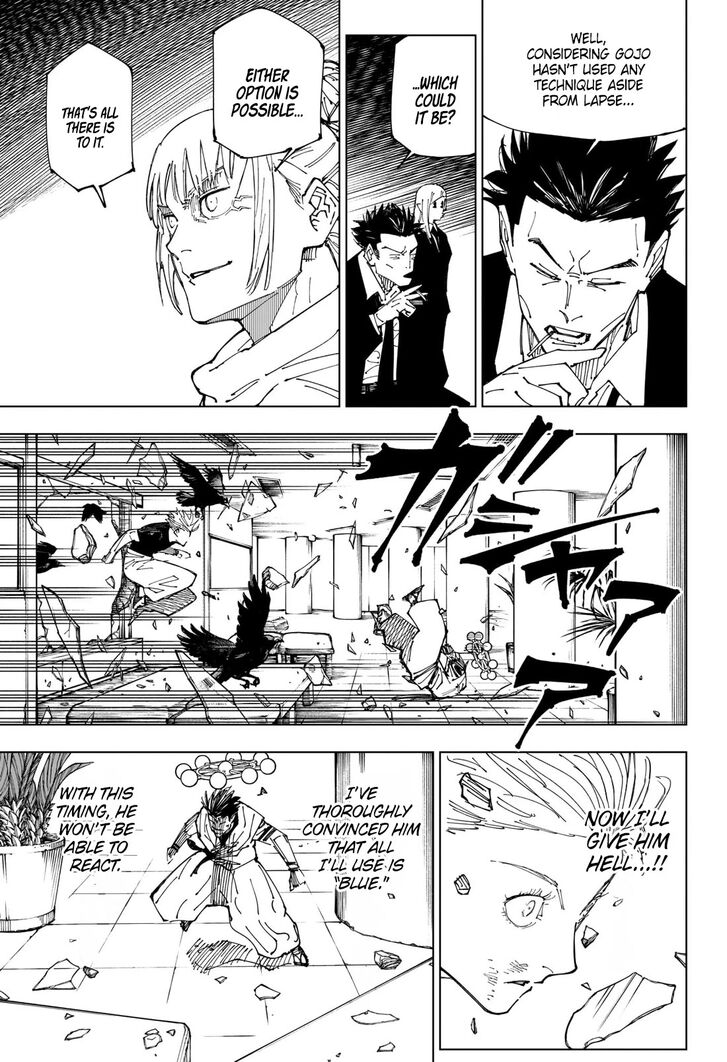 WELL,
CONSIDERING GOJO
HASN'T USED ANY
TECHNIQUE ASIDE
FROM LAPSE...
...WHICH
COULD
IT BE?
EITHER
OPTION IS
POSSIBLE...
THAT'S ALL
THERE IS
TO IT.
ガシャアァ
NOW I'LL
GIVE HIM
HELL...!!
I'VE
THOROUGHLY
CONVINCED HIM
THAT ALL
I'LL USE IS
"BLUE."
WITH THIS
TIMING, HE
WON'T BE
ABLE TO
REACT.